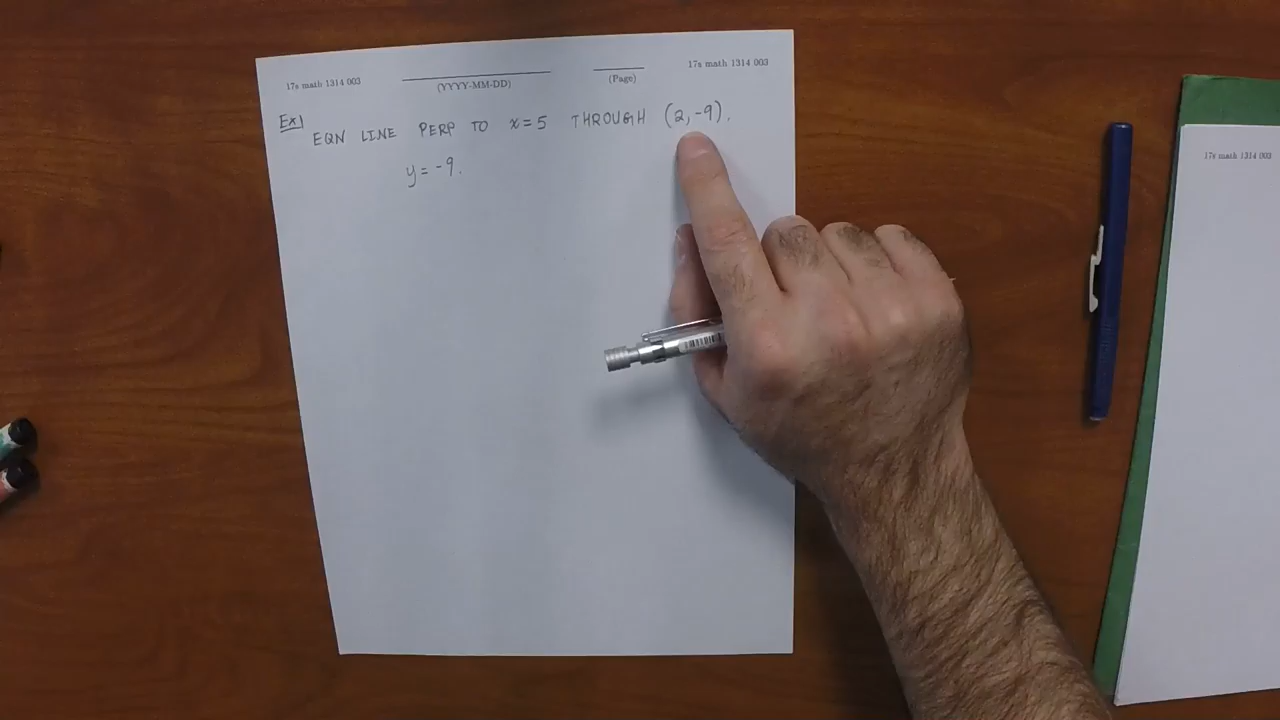 17s math 1314 003 (YYYY-MM-DD) (Page) 17s math 1314 003
Ex EQN LINE PERP TO x=5 THROUGH (2,-9).
y=-9.
17s math 1314 003